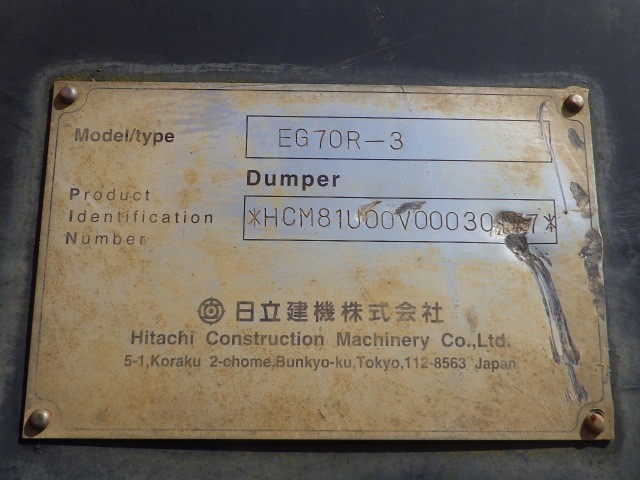 Model/type EG70R-3
Dumper
Product
Identification
Number
日立建機株式会社
Hitachi Construction Machinery Co.,Ltd.
5-1,Koraku 2-chome,Bunkyo-ku,Tokyo,112-8563 Japan